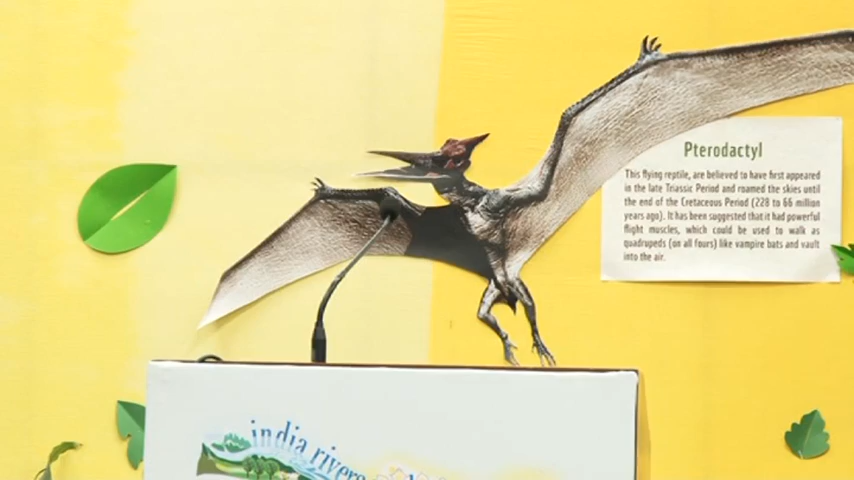 Pterodactyl
This flying reptile, are believed to have first appeared
in the late Triassic Period and roamed the skies until
the end of the Cretaceous Period (228 to 66 million
years ago). It has been suggested that it had powerful
flight muscles, which could be used to walk as
quadrupeds (on all fours) like vampire bats and vault
into the air.
india rivers